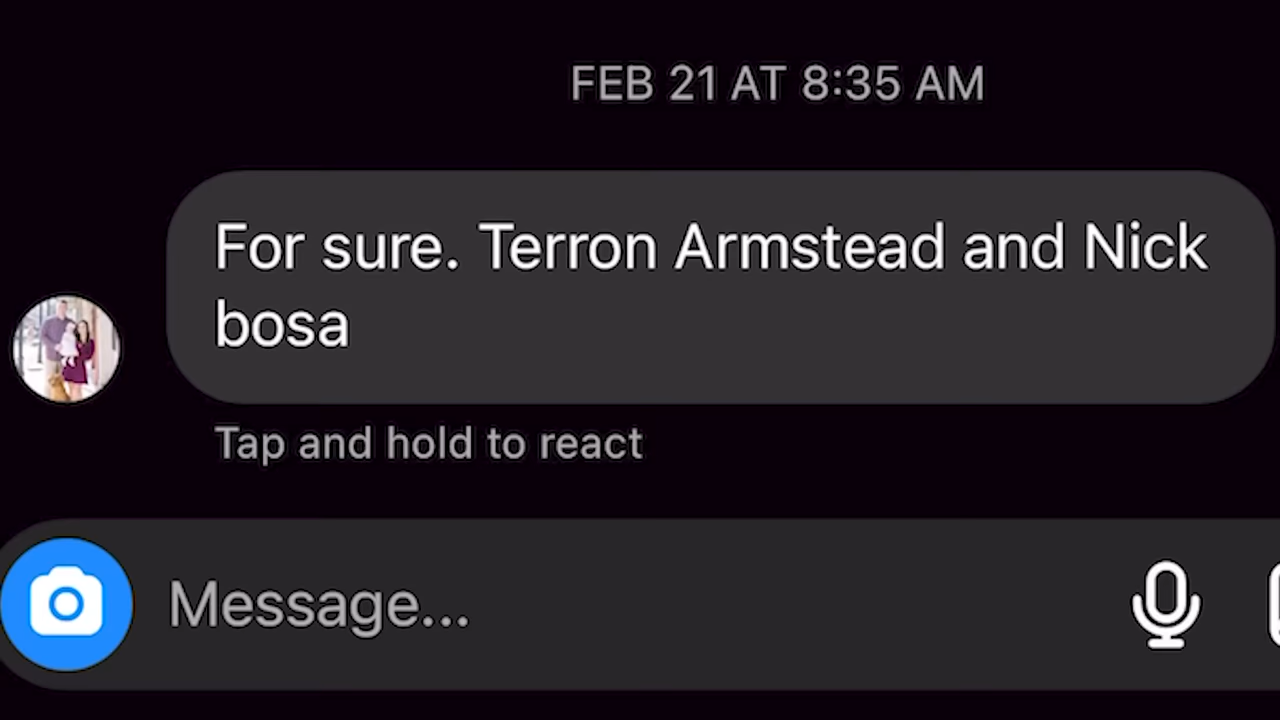 FEB 21 AT 8:35 AM
For sure. Terron Armstead and Nick
bosa
Tap and hold to react
Message...